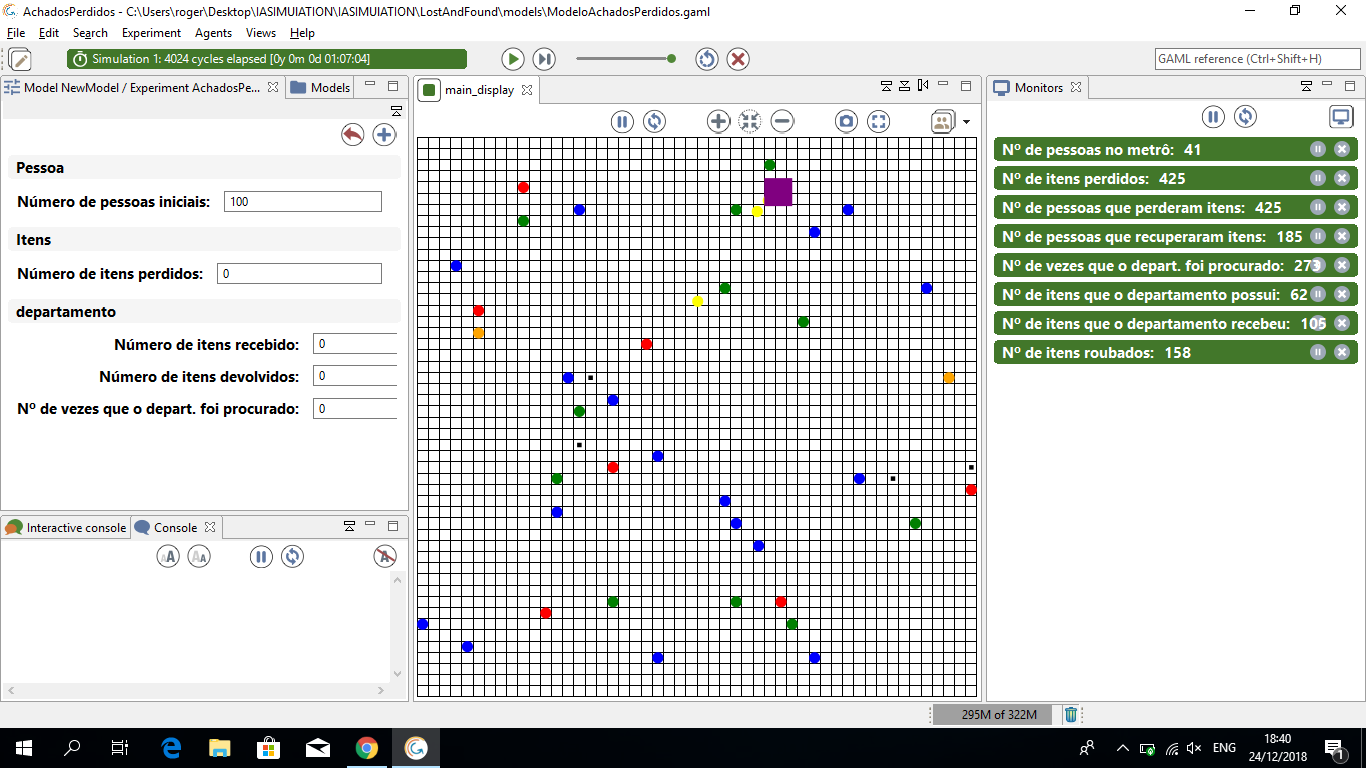 AchadosPerdidos - C:\Users\roger\Desktop\IASIMUlATION\IASIMUlATION\LostAndFound\models\ModeloAchadosPerdidos.gaml
File Edit Search Experiment Agents Views Help
Simulation 1: 4024 cycles elapsed [0y 0m 0d 01:07:04]
GAML reference (Ctrl+Shift+H)
Model NewModel / Experiment AchadosPe...
Models
Pessoa
Número de pessoas iniciais: 100
Itens
Número de itens perdidos: 0
departamento
Número de itens recebido: 0
Número de itens devolvidos: 0
Nº de vezes que o depart. foi procurado: 0
Interactive console
Console
main_display
Monitors
Nº de pessoas no metrô: 41
Nº de itens perdidos: 425
Nº de pessoas que perderam itens: 425
Nº de pessoas que recuperaram itens: 185
Nº de vezes que o depart. foi procurado: 273
Nº de itens que o departamento possui: 62
Nº de itens que o departamento recebeu: 105
Nº de itens roubados: 158
295M of 322M
ENG
18:40
24/12/2018
1